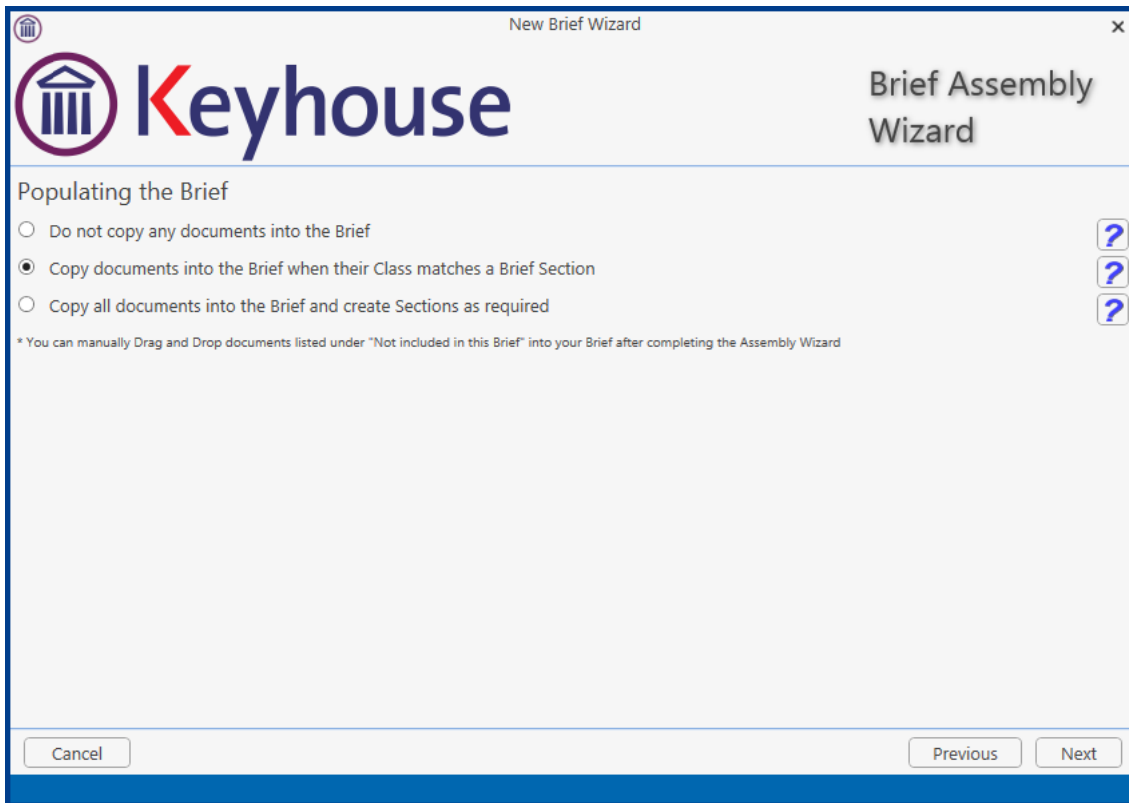 New Brief Wizard
Keyhouse
Brief Assembly
Wizard
Populating the Brief
Do not copy any documents into the Brief
?
Copy documents into the Brief when their Class matches a Brief Section
?
Copy all documents into the Brief and create Sections as required
?
* You can manually Drag and Drop documents listed under "Not included in this Brief" into your Brief after completing the Assembly Wizard
Cancel
Previous
Next